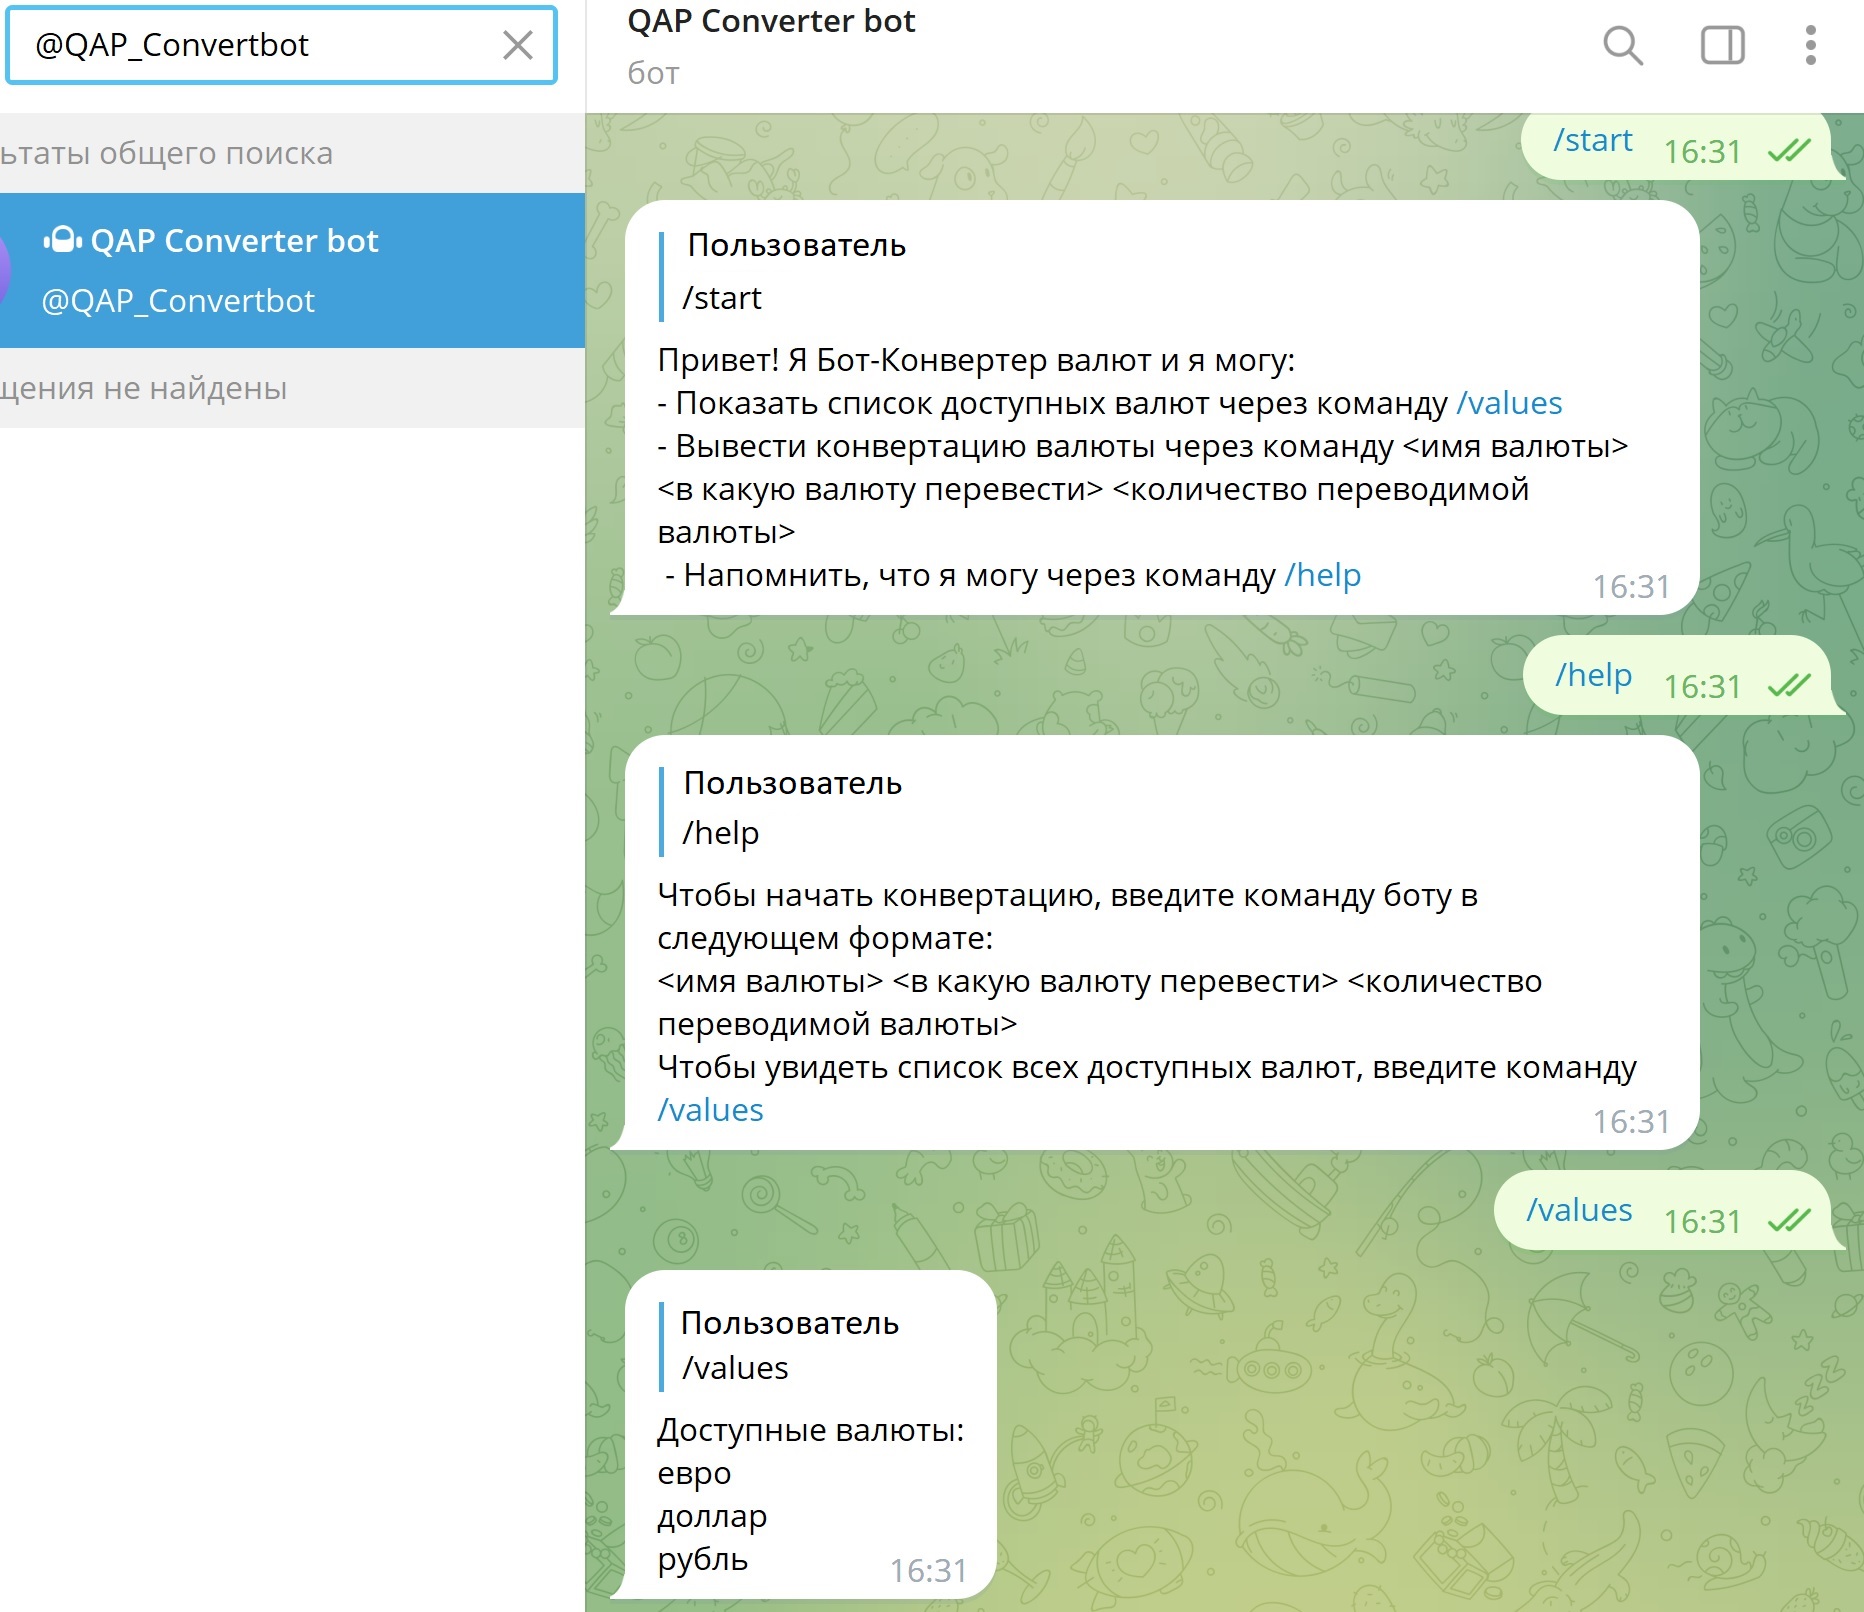 @QAP_Convertbot
ьтаты общего поиска
QAP Converter bot
@QAP_Convertbot
щения не найдены
QAP Converter bot
бот
/start 16:31
Пользователь
/start
Привет! Я Бот-Конвертер валют и я могу:
- Показать список доступных валют через команду /values
- Вывести конвертацию валюты через команду <имя валюты>
<в какую валюту перевести> <количество переводимой
валюты>
- Напомнить, что я могу через команду /help
16:31
/help 16:31
Пользователь
/help
Чтобы начать конвертацию, введите команду боту в
следующем формате:
<имя валюты> <в какую валюту перевести> <количество
переводимой валюты>
Чтобы увидеть список всех доступных валют, введите команду
/values
16:31
/values 16:31
Пользователь
/values
Доступные валюты:
евро
доллар
рубль
16:31